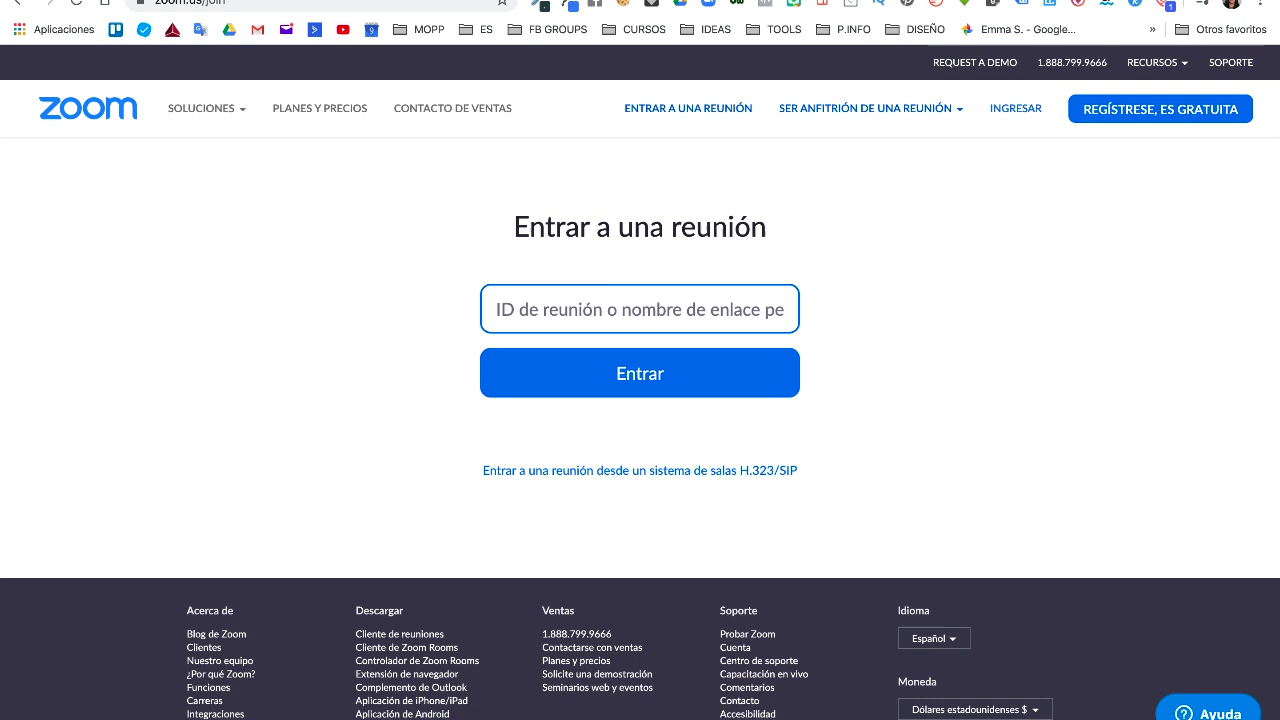 zoom.us/join
Aplicaciones MOPP ES FB GROUPS CURSOS IDEAS TOOLS P.INFO DISEÑO Emma S. - Google... » Otros favoritos
REQUEST A DEMO 1.888.799.9666 RECURSOS SOPORTE
zoom SOLUCIONES PLANES Y PRECIOS CONTACTO DE VENTAS ENTRAR A UNA REUNIÓN SER ANFITRIÓN DE UNA REUNIÓN INGRESAR REGÍSTRESE, ES GRATUITA
Entrar a una reunión
ID de reunión o nombre de enlace pe
Entrar
Entrar a una reunión desde un sistema de salas H.323/SIP
Acerca de
Blog de Zoom
Clientes
Nuestro equipo
¿Por qué Zoom?
Funciones
Carreras
Integraciones
Descargar
Cliente de reuniones
Cliente de Zoom Rooms
Controlador de Zoom Rooms
Extensión de navegador
Complemento de Outlook
Aplicación de iPhone/iPad
Aplicación de Android
Ventas
1.888.799.9666
Contactarse con ventas
Planes y precios
Solicite una demostración
Seminarios web y eventos
Soporte
Probar Zoom
Cuenta
Centro de soporte
Capacitación en vivo
Comentarios
Contacto
Accesibilidad
Idioma
Español
Moneda
Dólares estadounidenses $
Ayuda